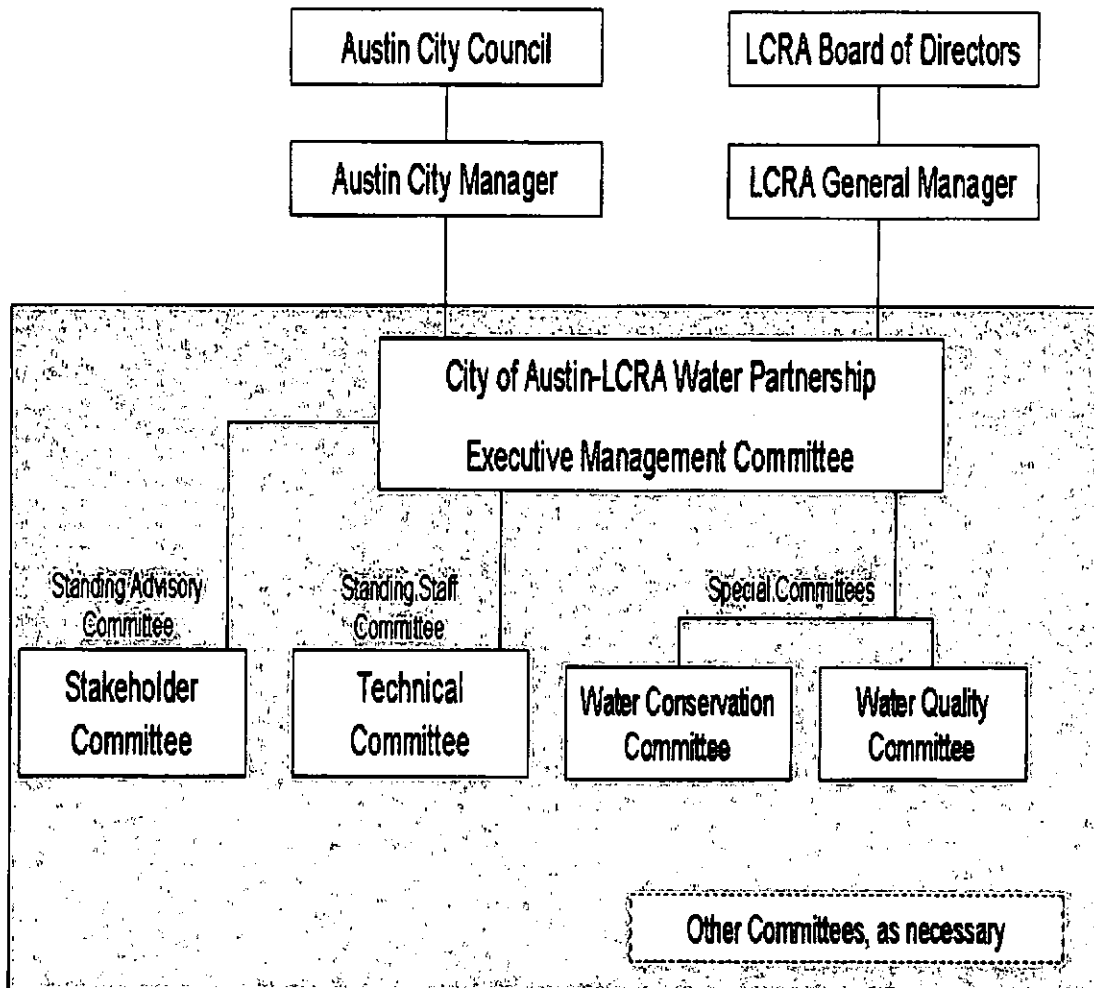 Austin City Council
LCRA Board of Directors
Austin City Manager
LCRA General Manager
City of Austin-LCRA Water Partnership
Executive Management Committee
Standing Advisory
Committee
Stakeholder
Committee
Standing Staff
Committee
Technical
Committee
Special Committees
Water Conservation
Committee
Water Quality
Committee
Other Committees, as necessary